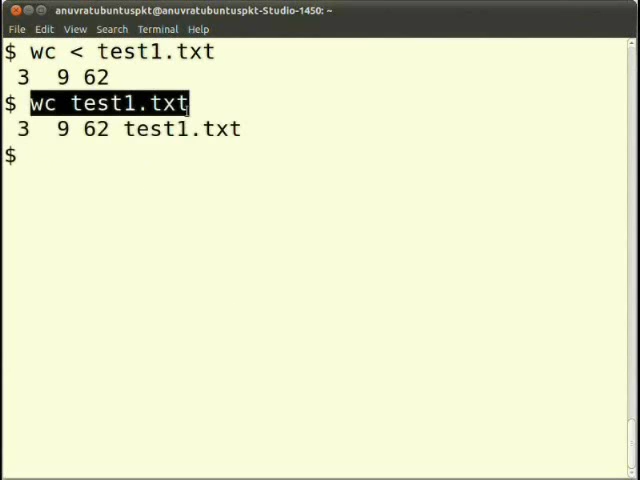 anuvratubuntuspkt@anuvratubuntuspkt-Studio-1450: ~
File Edit View Search Terminal Help
$ wc < test1.txt
3 9 62
$ wc test1.txt
3 9 62 test1.txt
$